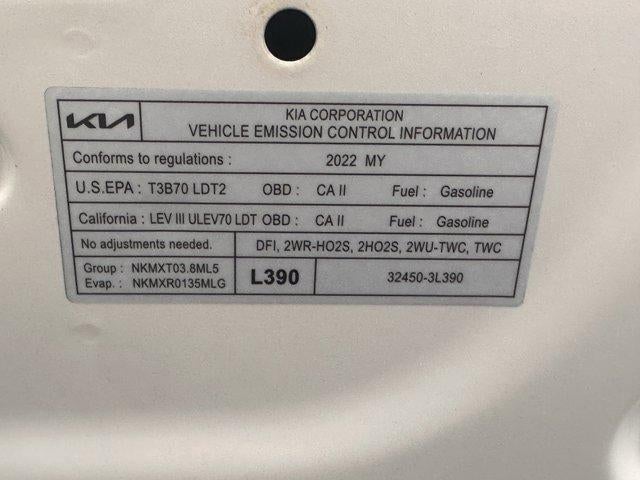 KIA
KIA CORPORATION
VEHICLE EMISSION CONTROL INFORMATION
Conforms to regulations : 2022 MY
U.S.EPA : T3B70 LDT2 OBD : CA II Fuel : Gasoline
California : LEV III ULEV70 LDT OBD : CA II Fuel : Gasoline
No adjustments needed. DFI, 2WR-HO2S, 2HO2S, 2WU-TWC, TWC
Group : NKMXT03.8ML5
Evap. : NKMXR0135MLG
L390
32450-3L390